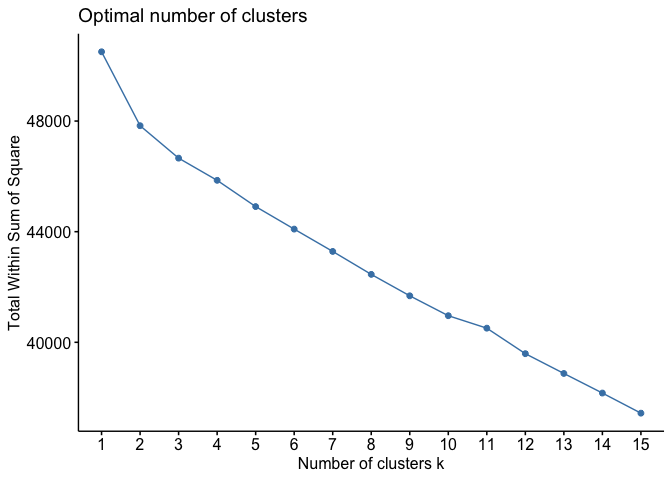 Optimal number of clusters
48000
44000
40000
Total Within Sum of Square
1 2 3 4 5 6 7 8 9 10 11 12 13 14 15
Number of clusters k